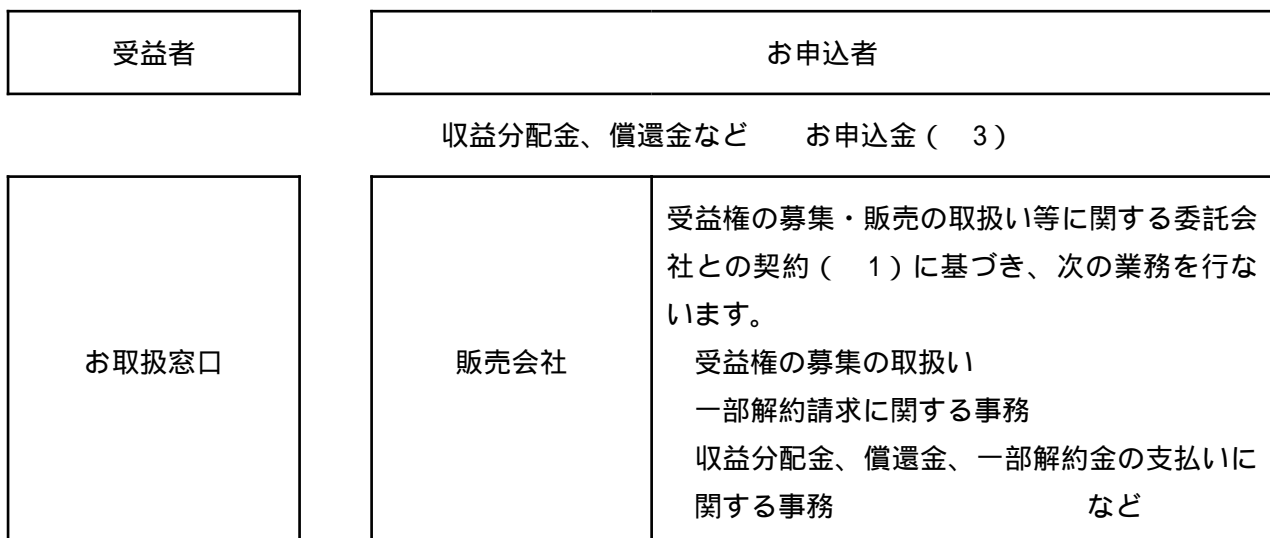 受益者 お申込者
収益分配金、償還金など お申込金( 3)
受益権の募集・販売の取扱い等に関する委託会
社との契約( 1)に基づき、次の業務を行な
います。
お取扱窓口 販売会社 受益権の募集の取扱い
一部解約請求に関する事務
収益分配金、償還金、一部解約金の支払いに
関する事務 など